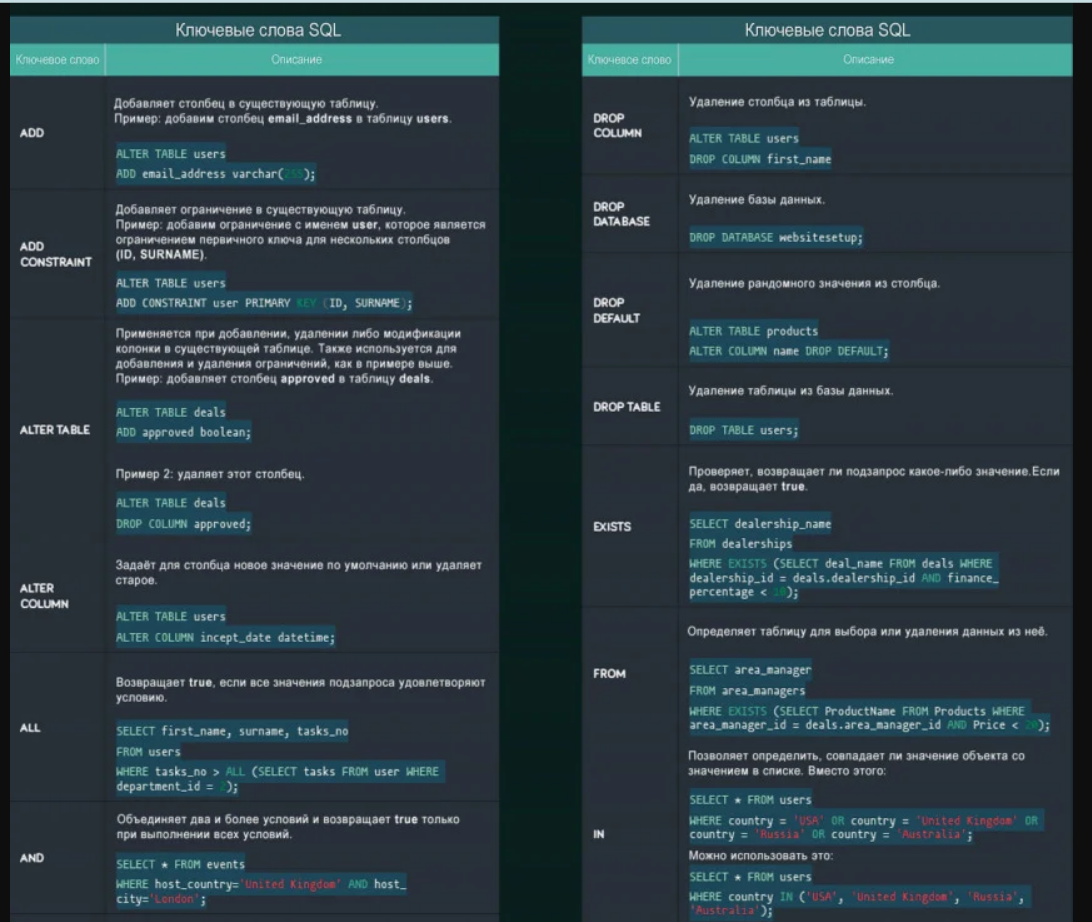 Ключевые слова SQL
Ключевое слово Описание
ADD
Добавляет столбец в существующую таблицу.
Пример: добавим столбец email_address в таблицу users.
ALTER TABLE users
ADD email_address varchar(255);
ADD
CONSTRAINT
Добавляет ограничение в существующую таблицу.
Пример: добавим ограничение с именем user, которое является
ограничением первичного ключа для нескольких столбцов
(ID, SURNAME).
ALTER TABLE users
ADD CONSTRAINT user PRIMARY KEY (ID, SURNAME);
ALTER TABLE
Применяется при добавлении, удалении либо модификации
колонки в существующей таблице. Также используется для
добавления и удаления ограничений, как в примере выше.
Пример: добавляет столбец approved в таблицу deals.
ALTER TABLE deals
ADD approved boolean;
Пример 2: удаляет этот столбец.
ALTER TABLE deals
DROP COLUMN approved;
ALTER
COLUMN
Задаёт для столбца новое значение по умолчанию или удаляет
старое.
ALTER TABLE users
ALTER COLUMN incept_date datetime;
ALL
Возвращает true, если все значения подзапроса удовлетворяют
условию.
SELECT first_name, surname, tasks_no
FROM users
WHERE tasks_no > ALL (SELECT tasks FROM user WHERE
department_id = 2);
AND
Объединяет два и более условий и возвращает true только
при выполнении всех условий.
SELECT * FROM events
WHERE host_country='United Kingdom' AND host_
city='London';
Ключевые слова SQL
Ключевое слово Описание
DROP
COLUMN
Удаление столбца из таблицы.
ALTER TABLE users
DROP COLUMN first_name
DROP
DATABASE
Удаление базы данных.
DROP DATABASE websitesetup;
DROP
DEFAULT
Удаление рандомного значения из столбца.
ALTER TABLE products
ALTER COLUMN name DROP DEFAULT;
DROP TABLE
Удаление таблицы из базы данных.
DROP TABLE users;
EXISTS
Проверяет, возвращает ли подзапрос какое-либо значение.Если
да, возвращает true.
SELECT dealership_name
FROM dealerships
WHERE EXISTS (SELECT deal_name FROM deals WHERE
dealership_id = deals.dealership_id AND finance_
percentage < 10);
FROM
Определяет таблицу для выбора или удаления данных из неё.
SELECT area_manager
FROM area_managers
WHERE EXISTS (SELECT ProductName FROM Products WHERE
area_manager_id = deals.area_manager_id AND Price < 20);
IN
Позволяет определить, совпадает ли значение объекта со
значением в списке. Вместо этого:
SELECT * FROM users
WHERE country = 'USA' OR country = 'United Kingdom' OR
country = 'Russia' OR country = 'Australia';
Можно использовать это:
SELECT * FROM users
WHERE country IN ('USA', 'United Kingdom', 'Russia',
'Australia');